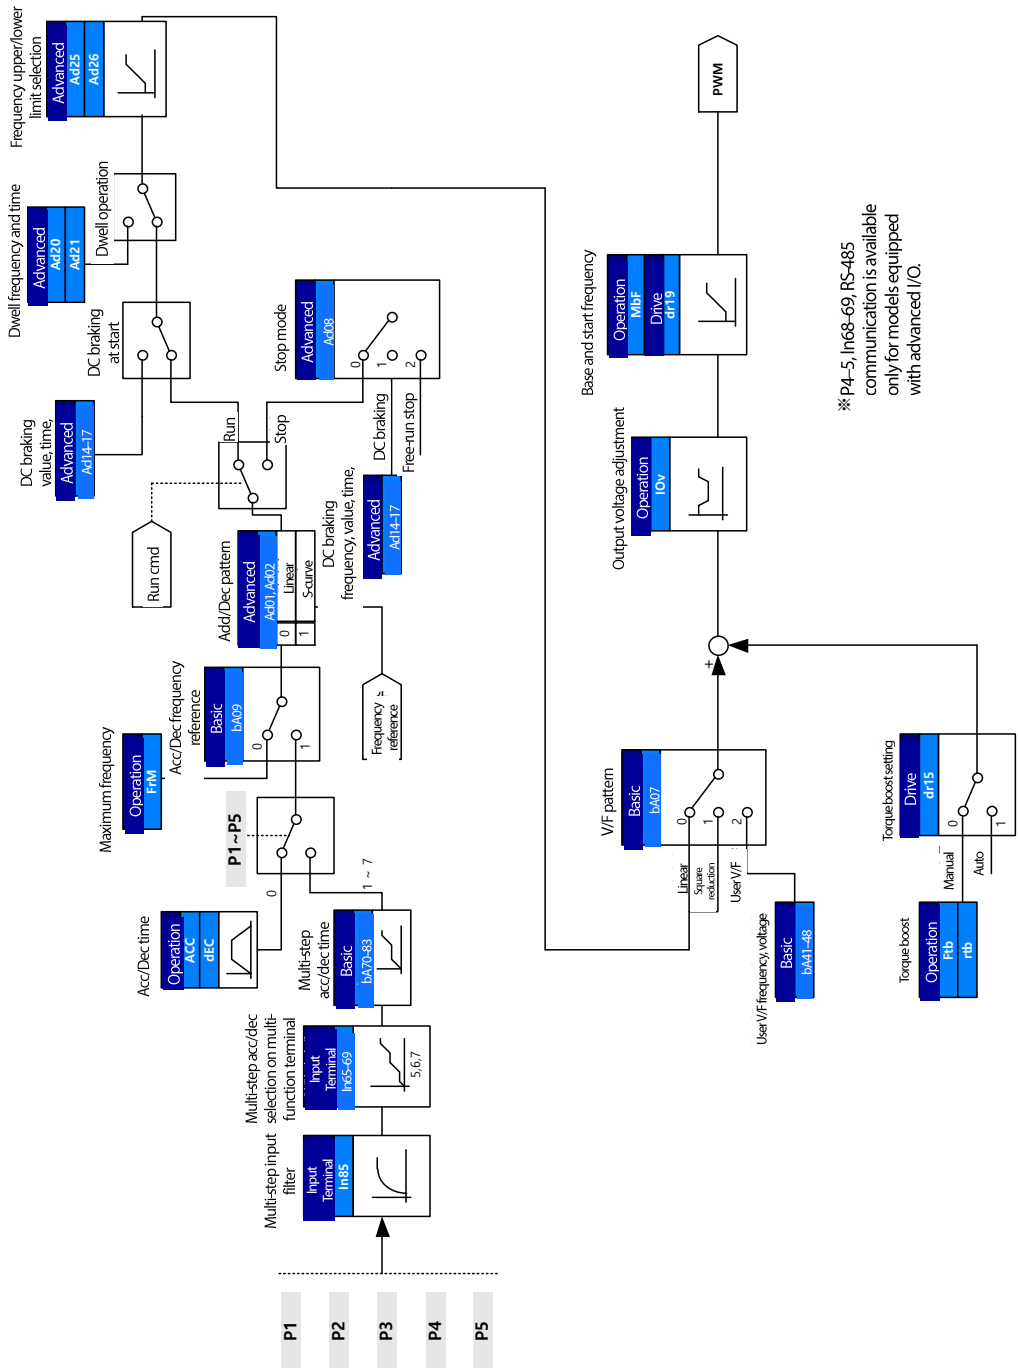 P1
P2
P3
P4
P5
Multi-step input
filter
Input
Terminal
In85
Multi-step acc/dec
selection on multi-
function terminal
Input
Terminal
In65–69
5,6,7
Multi-step
acc/dec time
Basic
bA70–83
1 ~ 7
Acc/Dec time
Operation
ACC
dEC
0
P1~P5
Maximum frequency
Operation
FrM
Acc/Dec frequency
reference
Basic
bA09
0
1
Frequency
reference
Add/Dec pattern
Advanced
Ad01, Ad02
0
Linear
1
S-curve
Run cmd
Run
Stop
DC braking
value, time,
Advanced
Ad14–17
DC braking
at start
DC braking
frequency, value, time,
Advanced
Ad14–17
DC braking
Free-run stop
Stop mode
Advanced
Ad08
0
1
2
Dwell frequency and time
Advanced
Ad20
Ad21
Dwell operation
Frequency upper/lower
limit selection
Advanced
Ad25
Ad26
V/F pattern
Basic
bA07
0
1
2
Linear
Square
reduction
User V/F
User V/F frequency, voltage
Basic
bA41–48
+
Torque boost
Operation
Ftb
rtb
Manual
Auto
Torque boost setting
Drive
dr15
0
1
Output voltage adjustment
Operation
IOv
Base and start frequency
Operation
MbF
Drive
dr19
PWM
※ P4–5, In68–69, RS-485
communication is available
only for models equipped
with advanced I/O.